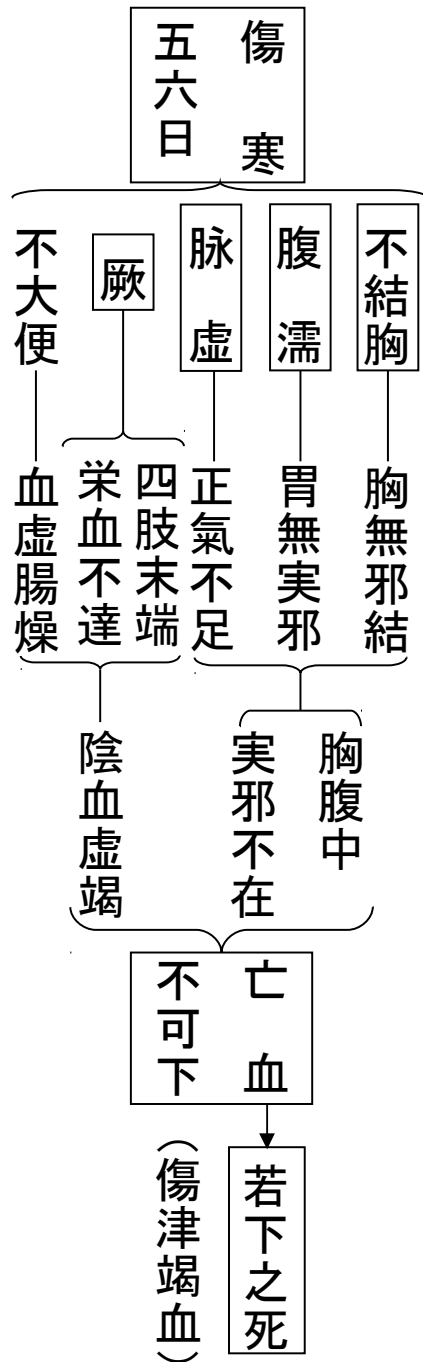 傷寒
五六日
不結胸
腹濡
脉虚
厥
不大便
胸無邪結
胃無実邪
正氣不足
四肢末端
栄血不達
血虚腸燥
胸腹中
実邪不在
陰血虚竭
亡血
不可下
若下之死
(傷津竭血)